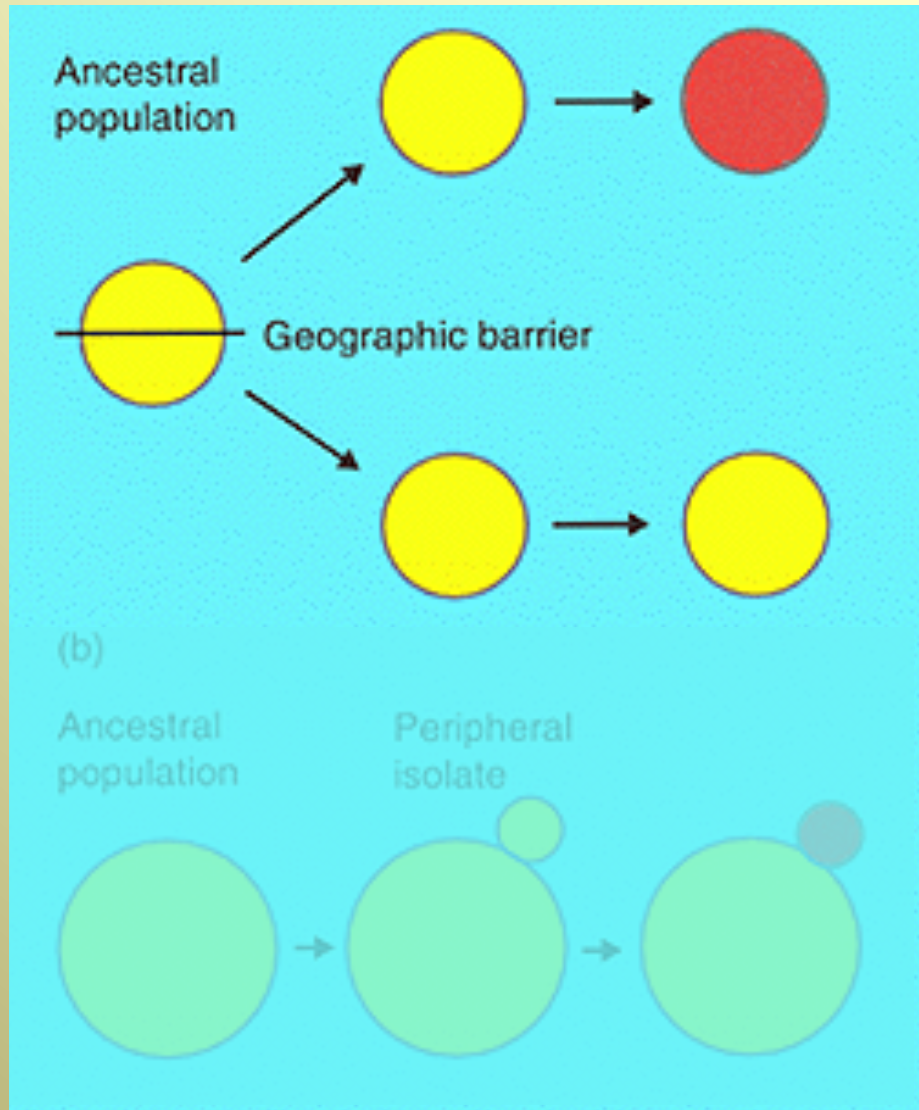 Ancestral
population
Geographic barrier
(b)
Ancestral
population
Peripheral
isolate